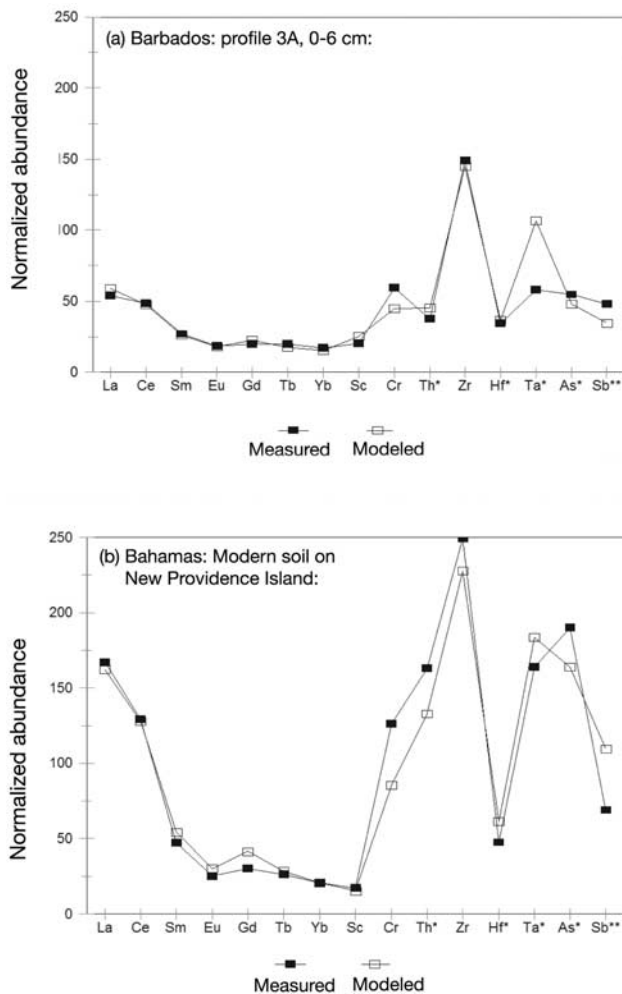 250
(a) Barbados: profile 3A, 0-6 cm:
200
150
Normalized abundance
100
50
0
La Ce Sm Eu Gd Tb Yb Sc Cr Th* Zr Hf* Ta* As* Sb**
Measured Modeled
250
(b) Bahamas: Modern soil on
New Providence Island:
200
150
Normalized abundance
100
50
0
La Ce Sm Eu Gd Tb Yb Sc Cr Th* Zr Hf* Ta* As* Sb**
Measured Modeled